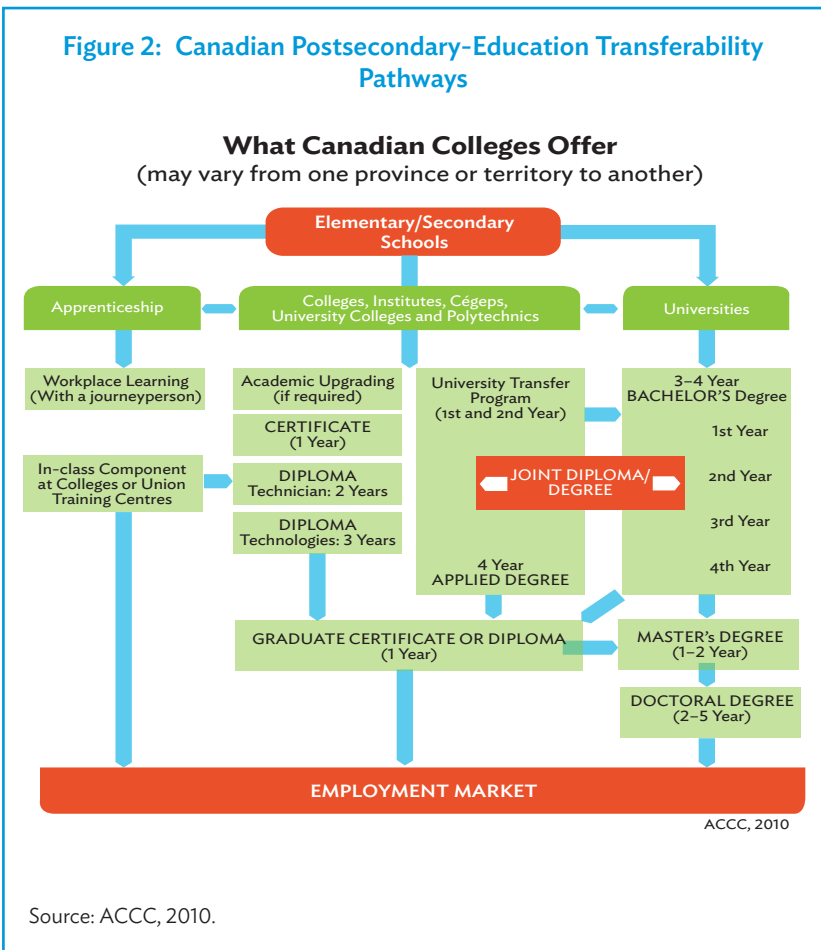 Figure 2: Canadian Postsecondary-Education Transferability
Pathways
What Canadian Colleges Offer
(may vary from one province or territory to another)
Elementary/Secondary
Schools
Apprenticeship
Colleges, Institutes, Cégeps,
University Colleges and Polytechnics
Universities
Workplace Learning
(With a journeyperson)
In-class Component
at Colleges or Union
Training Centres
Academic Upgrading
(if required)
CERTIFICATE
(1 Year)
DIPLOMA
Technician: 2 Years
DIPLOMA
Technologies: 3 Years
University Transfer
Program
(1st and 2nd Year)
JOINT DIPLOMA/
DEGREE
4 Year
APPLIED DEGREE
3–4 Year
BACHELOR'S Degree
1st Year
2nd Year
3rd Year
4th Year
GRADUATE CERTIFICATE OR DIPLOMA
(1 Year)
MASTER's DEGREE
(1–2 Year)
DOCTORAL DEGREE
(2–5 Year)
EMPLOYMENT MARKET
ACCC, 2010
Source: ACCC, 2010.